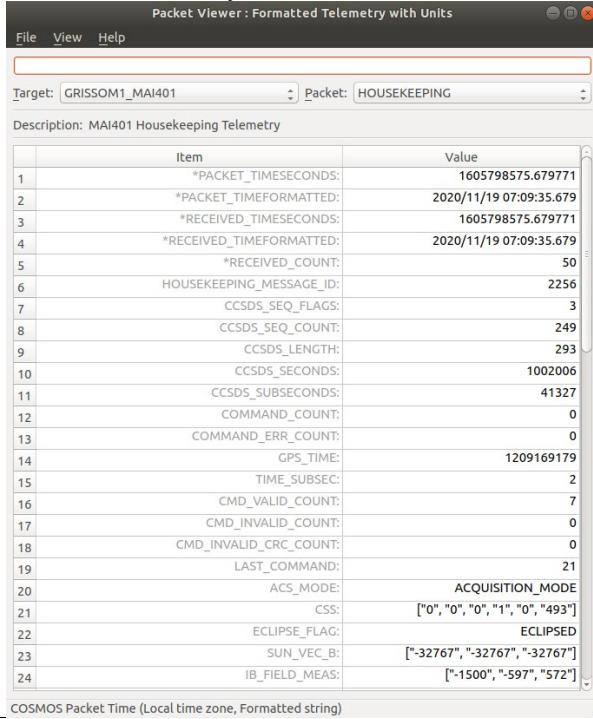 Packet Viewer : Formatted Telemetry with Units
File View Help
Target: GRISSOM1_MAI401 Packet: HOUSEKEEPING
Description: MAI401 Housekeeping Telemetry
Item Value
1 *PACKET_TIMESECONDS: 1605798575.679771
2 *PACKET_TIMEFORMATTED: 2020/11/19 07:09:35.679
3 *RECEIVED_TIMESECONDS: 1605798575.679771
4 *RECEIVED_TIMEFORMATTED: 2020/11/19 07:09:35.679
5 *RECEIVED_COUNT: 50
6 HOUSEKEEPING_MESSAGE_ID: 2256
7 CCSDS_SEQ_FLAGS: 3
8 CCSDS_SEQ_COUNT: 249
9 CCSDS_LENGTH: 293
10 CCSDS_SECONDS: 1002006
11 CCSDS_SUBSECONDS: 41327
12 COMMAND_COUNT: 0
13 COMMAND_ERR_COUNT: 0
14 GPS_TIME: 1209169179
15 TIME_SUBSEC: 2
16 CMD_VALID_COUNT: 7
17 CMD_INVALID_COUNT: 0
18 CMD_INVALID_CRC_COUNT: 0
19 LAST_COMMAND: 21
20 ACS_MODE: ACQUISITION_MODE
21 CSS: ["0", "0", "0", "1", "0", "493"]
22 ECLIPSE_FLAG: ECLIPSED
23 SUN_VEC_B: ["-32767", "-32767", "-32767"]
24 IB_FIELD_MEAS: ["-1500", "-597", "572"]
COSMOS Packet Time (Local time zone, Formatted string)